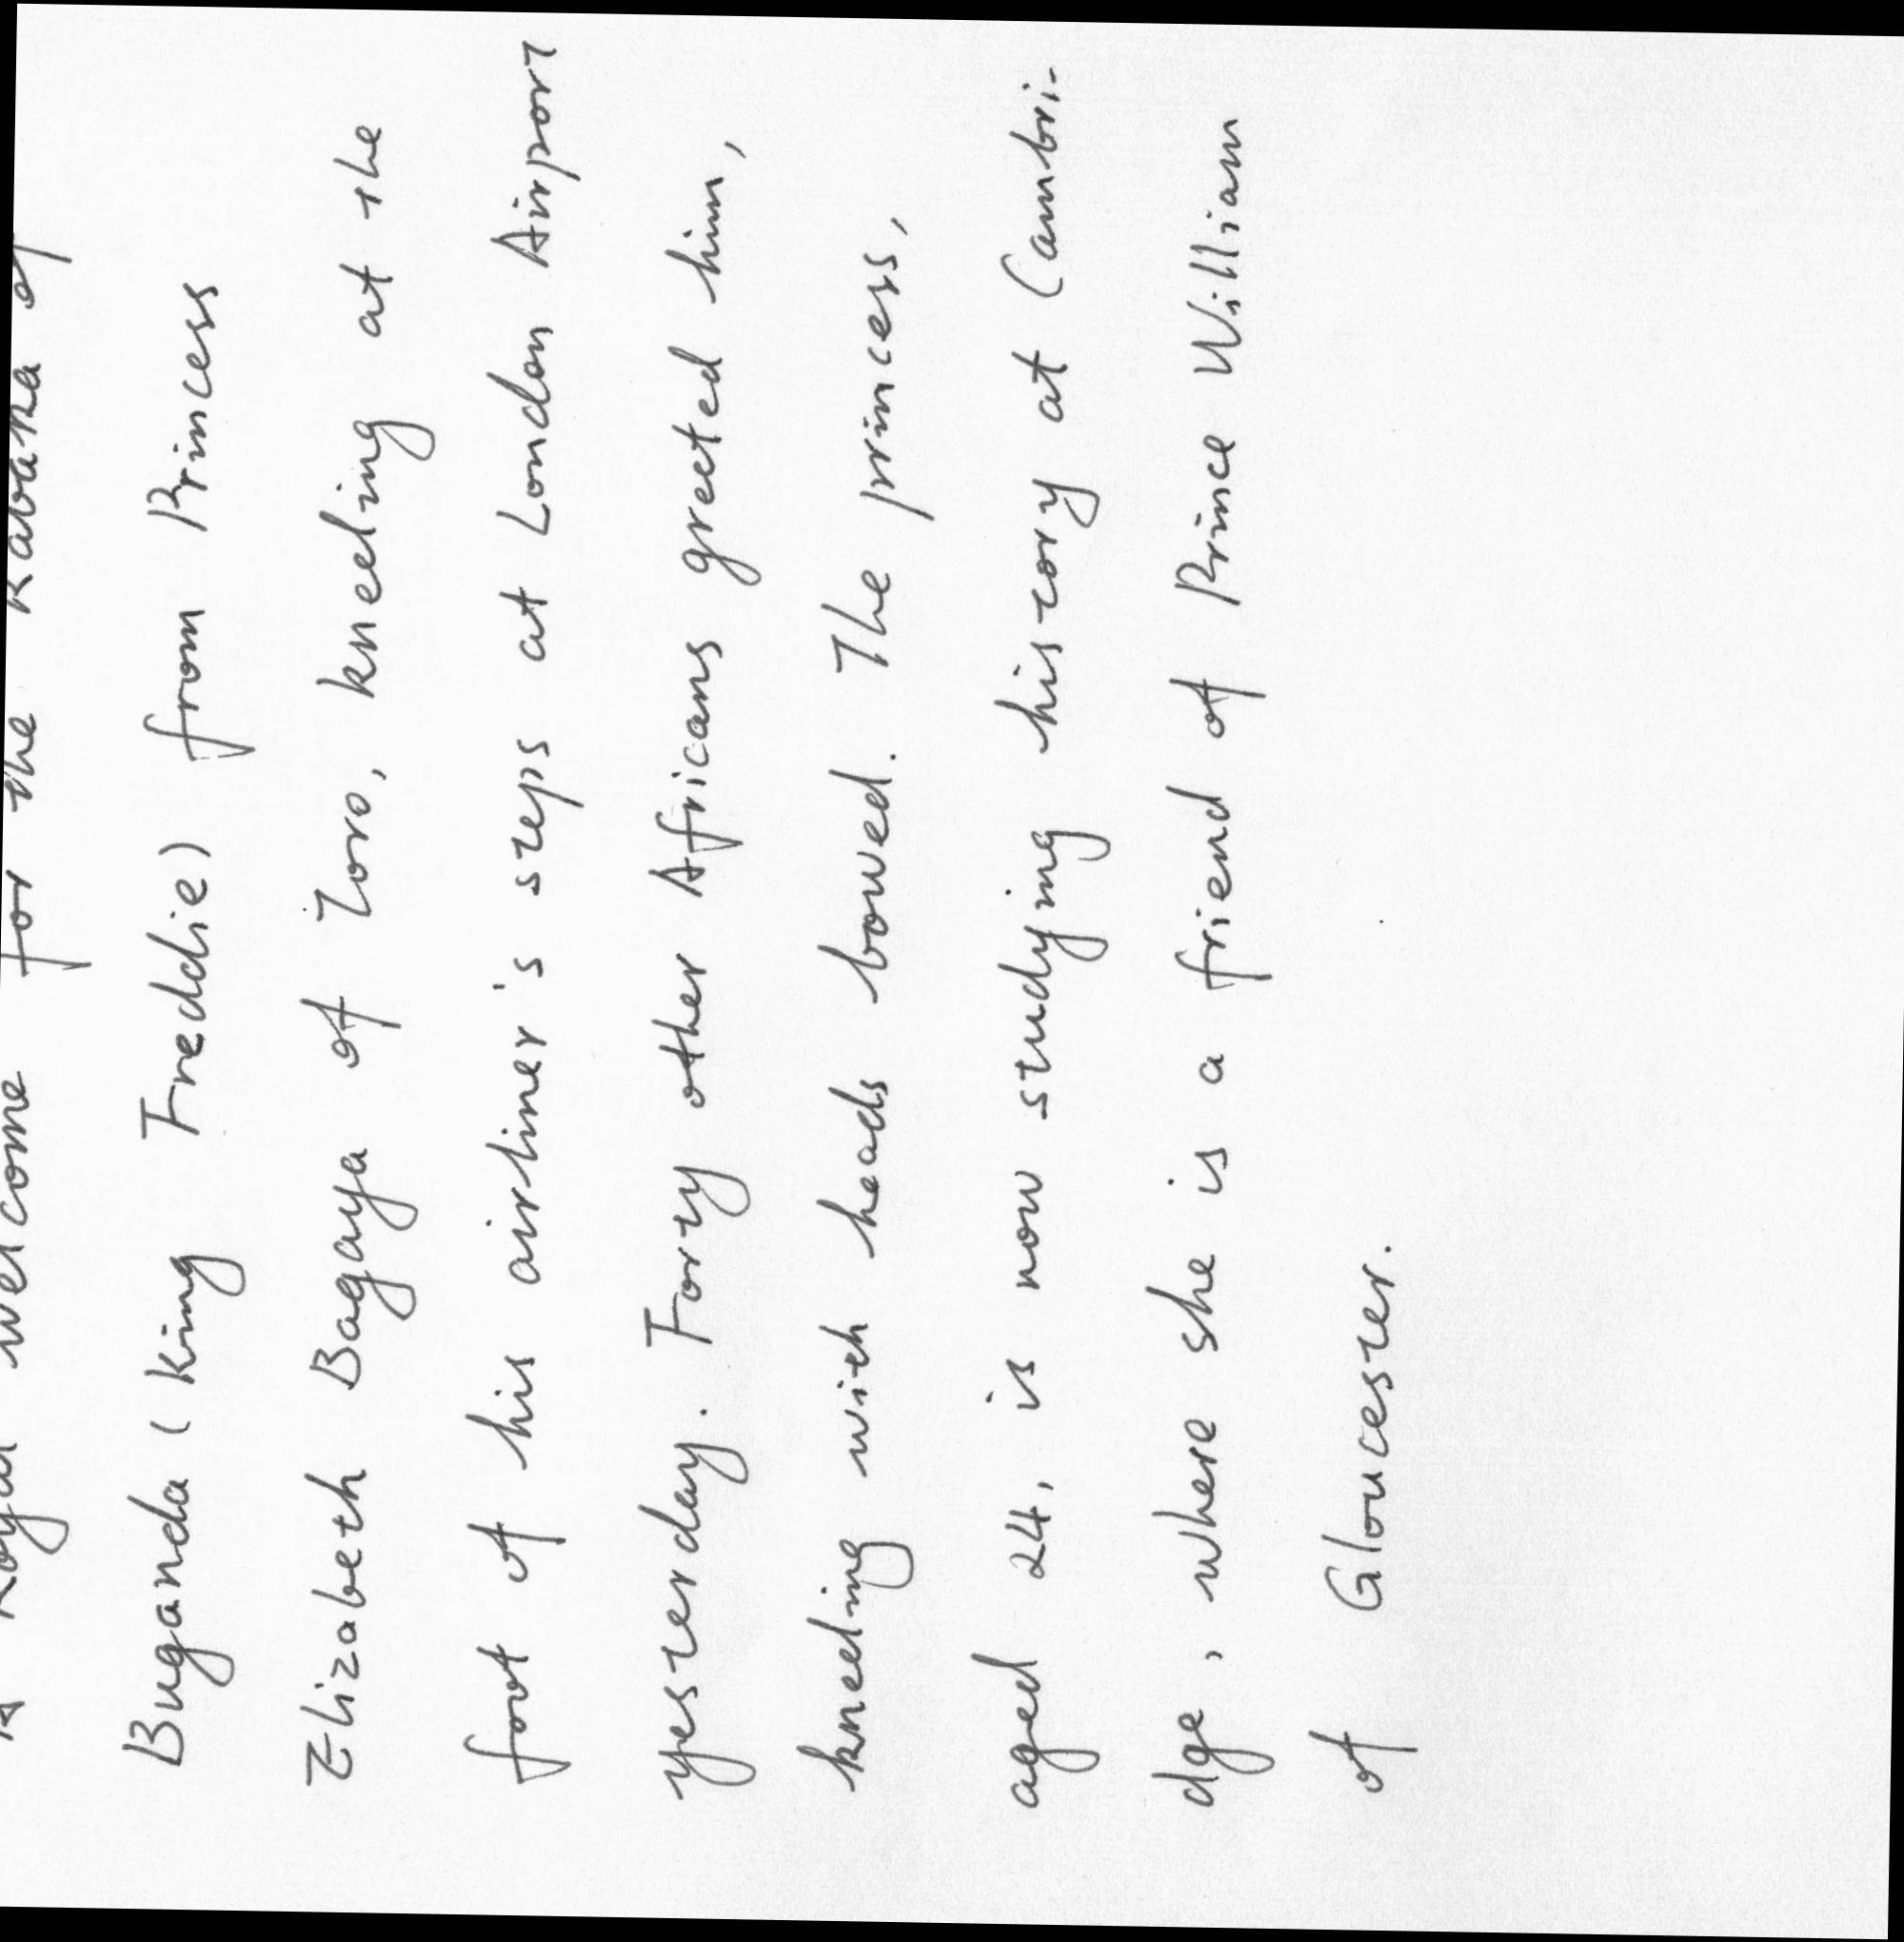 A Royal welcome for the Kabaka of
Buganda (King Freddie) from Princess
Elizabeth Bagaya of Toro, kneeling at the
foot of his airliner's steps at London Airport
yesterday. Forty other Africans greeted him,
kneeling with heads bowed. The princess,
aged 24, is now studying history at Cambri-
dge, where she is a friend of Prince William
of Gloucester.